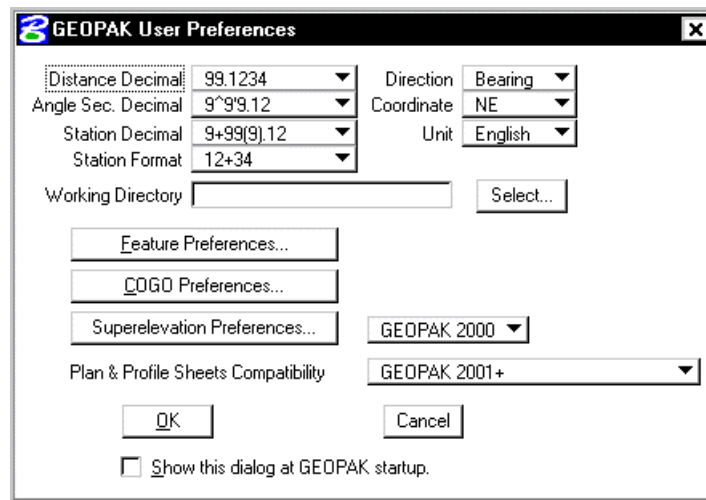 GEOPAK User Preferences
Distance Decimal 99.1234 Direction Bearing
Angle Sec. Decimal 9^9'9.12 Coordinate NE
Station Decimal 9+99(9).12 Unit English
Station Format 12+34
Working Directory Select...
Feature Preferences...
COGO Preferences...
Superelevation Preferences... GEOPAK 2000
Plan & Profile Sheets Compatibility GEOPAK 2001+
OK Cancel
Show this dialog at GEOPAK startup.